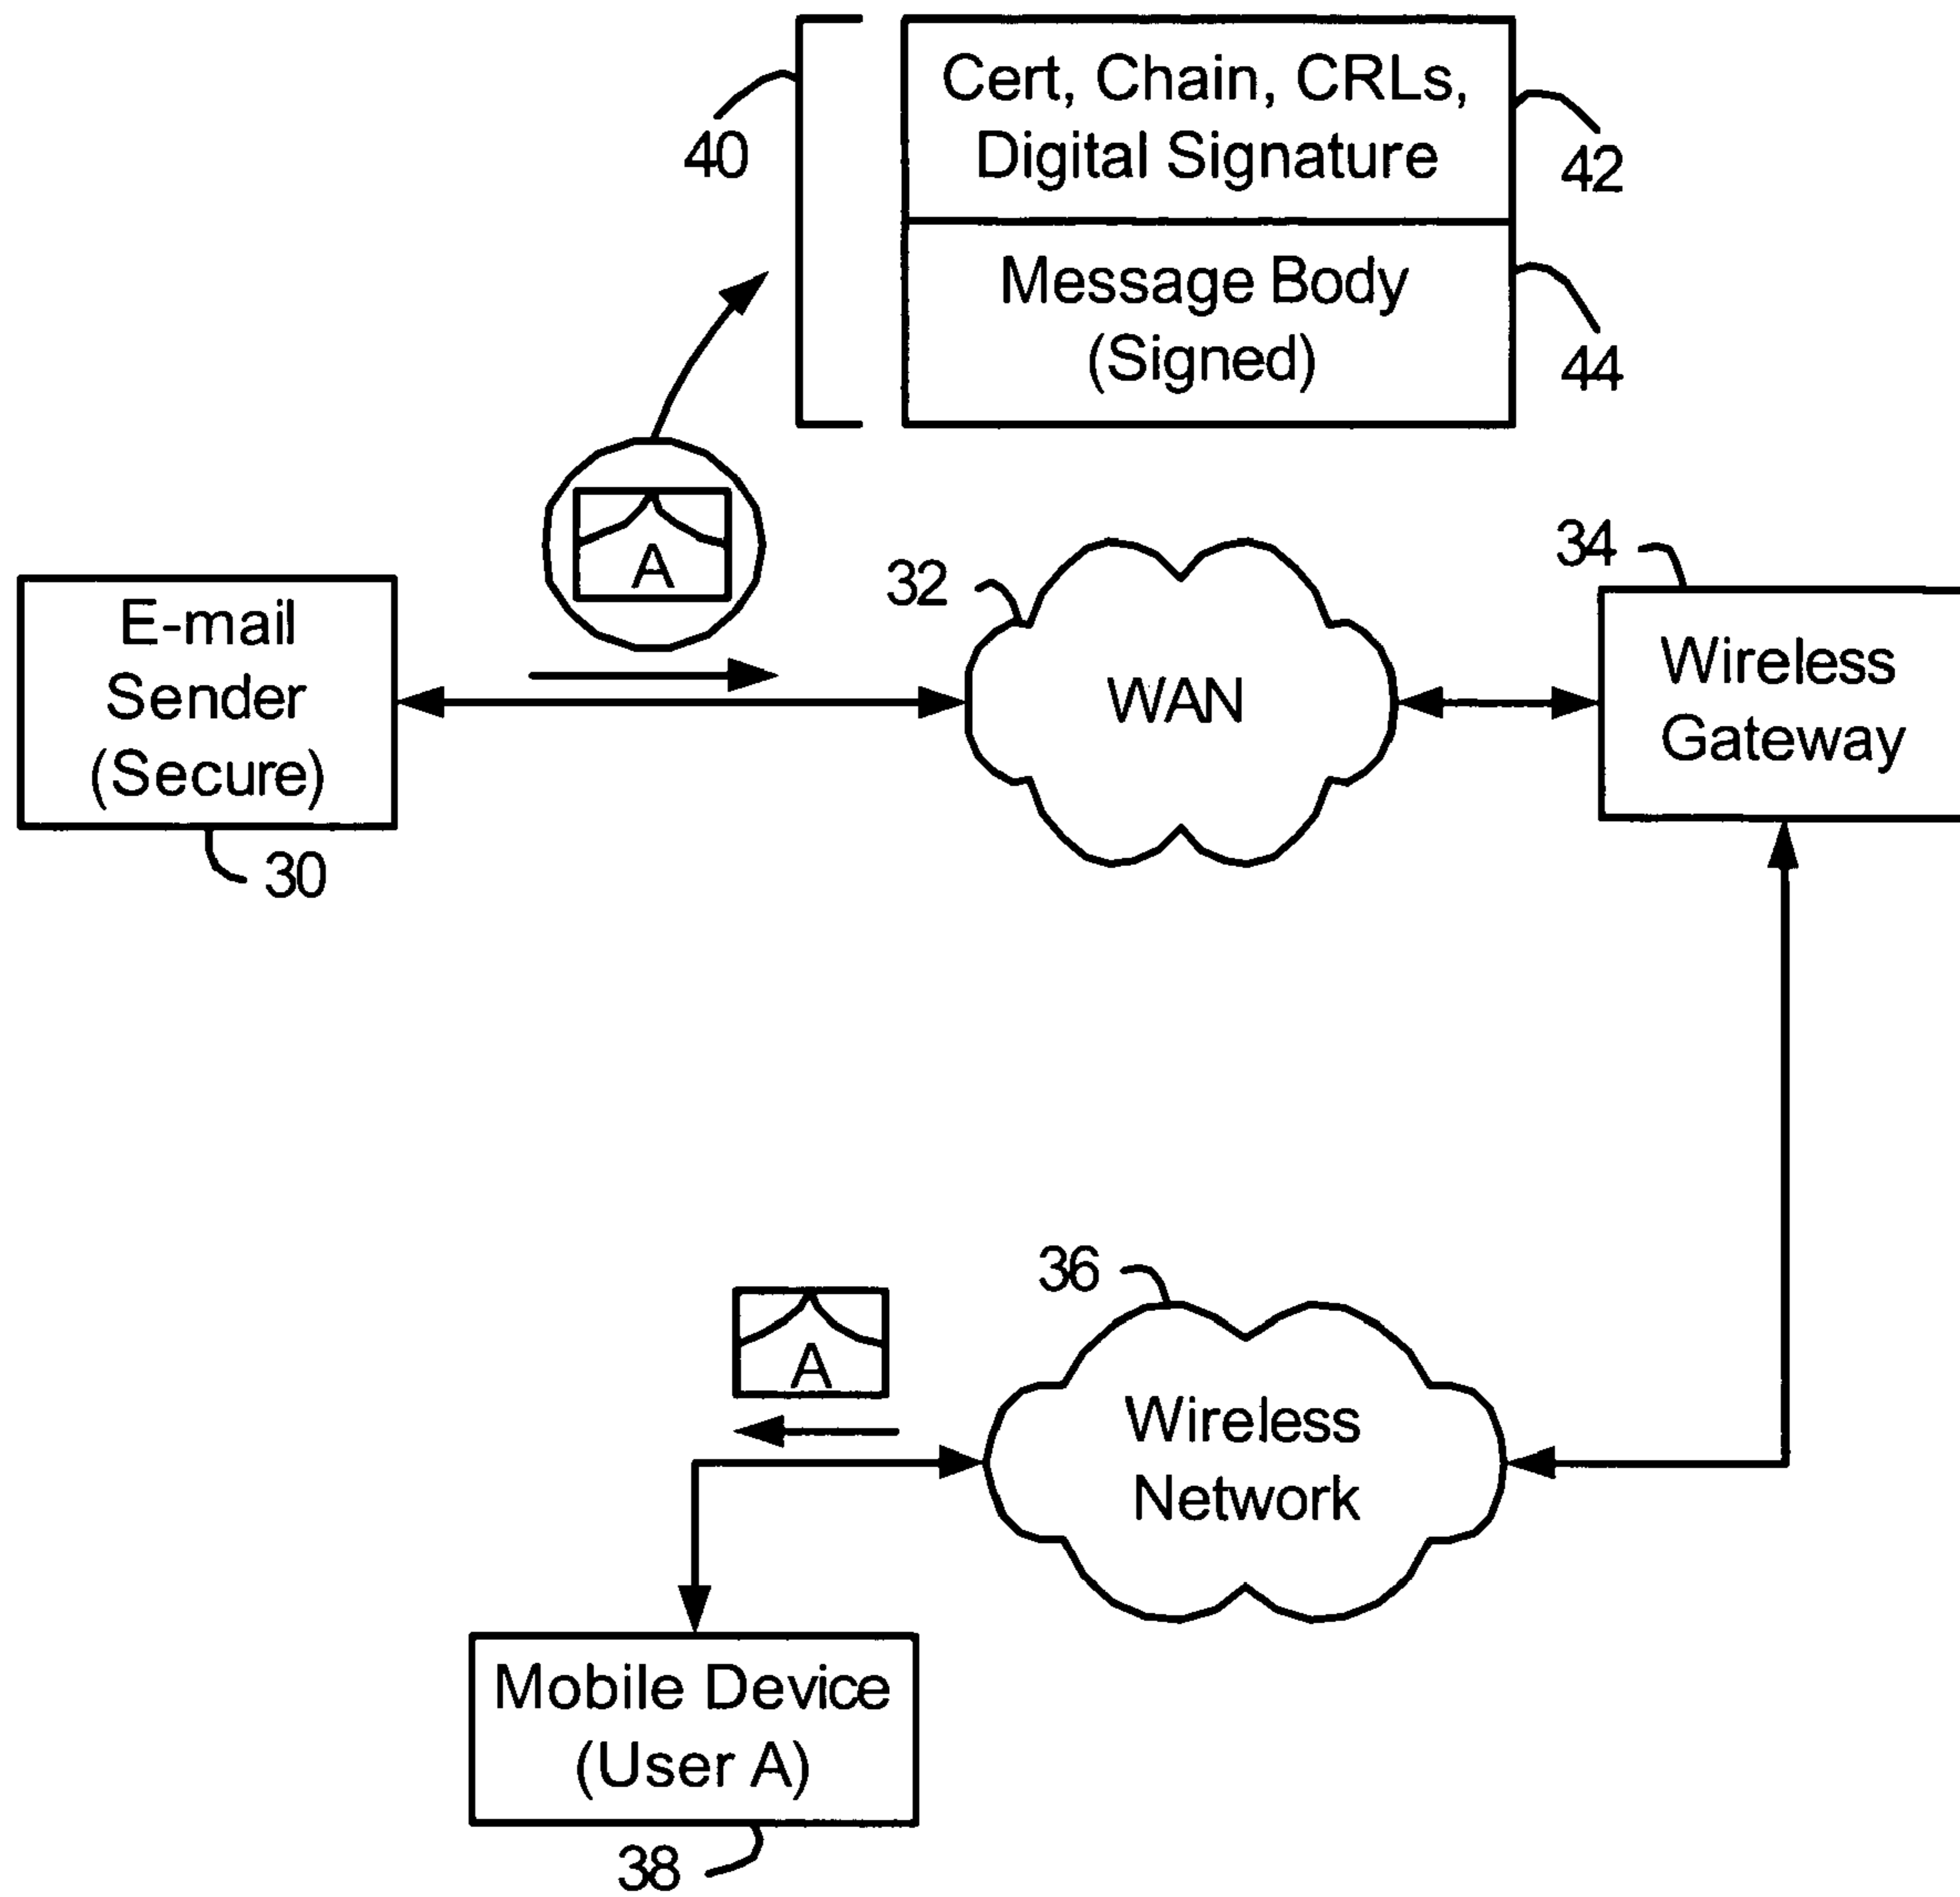 Cert, Chain, CRLs,
Digital Signature
40
42
Message Body
(Signed)
44
A
32
34
E-mail
Sender
(Secure)
WAN
Wireless
Gateway
30
36
A
Wireless
Network
Mobile Device
(User A)
38